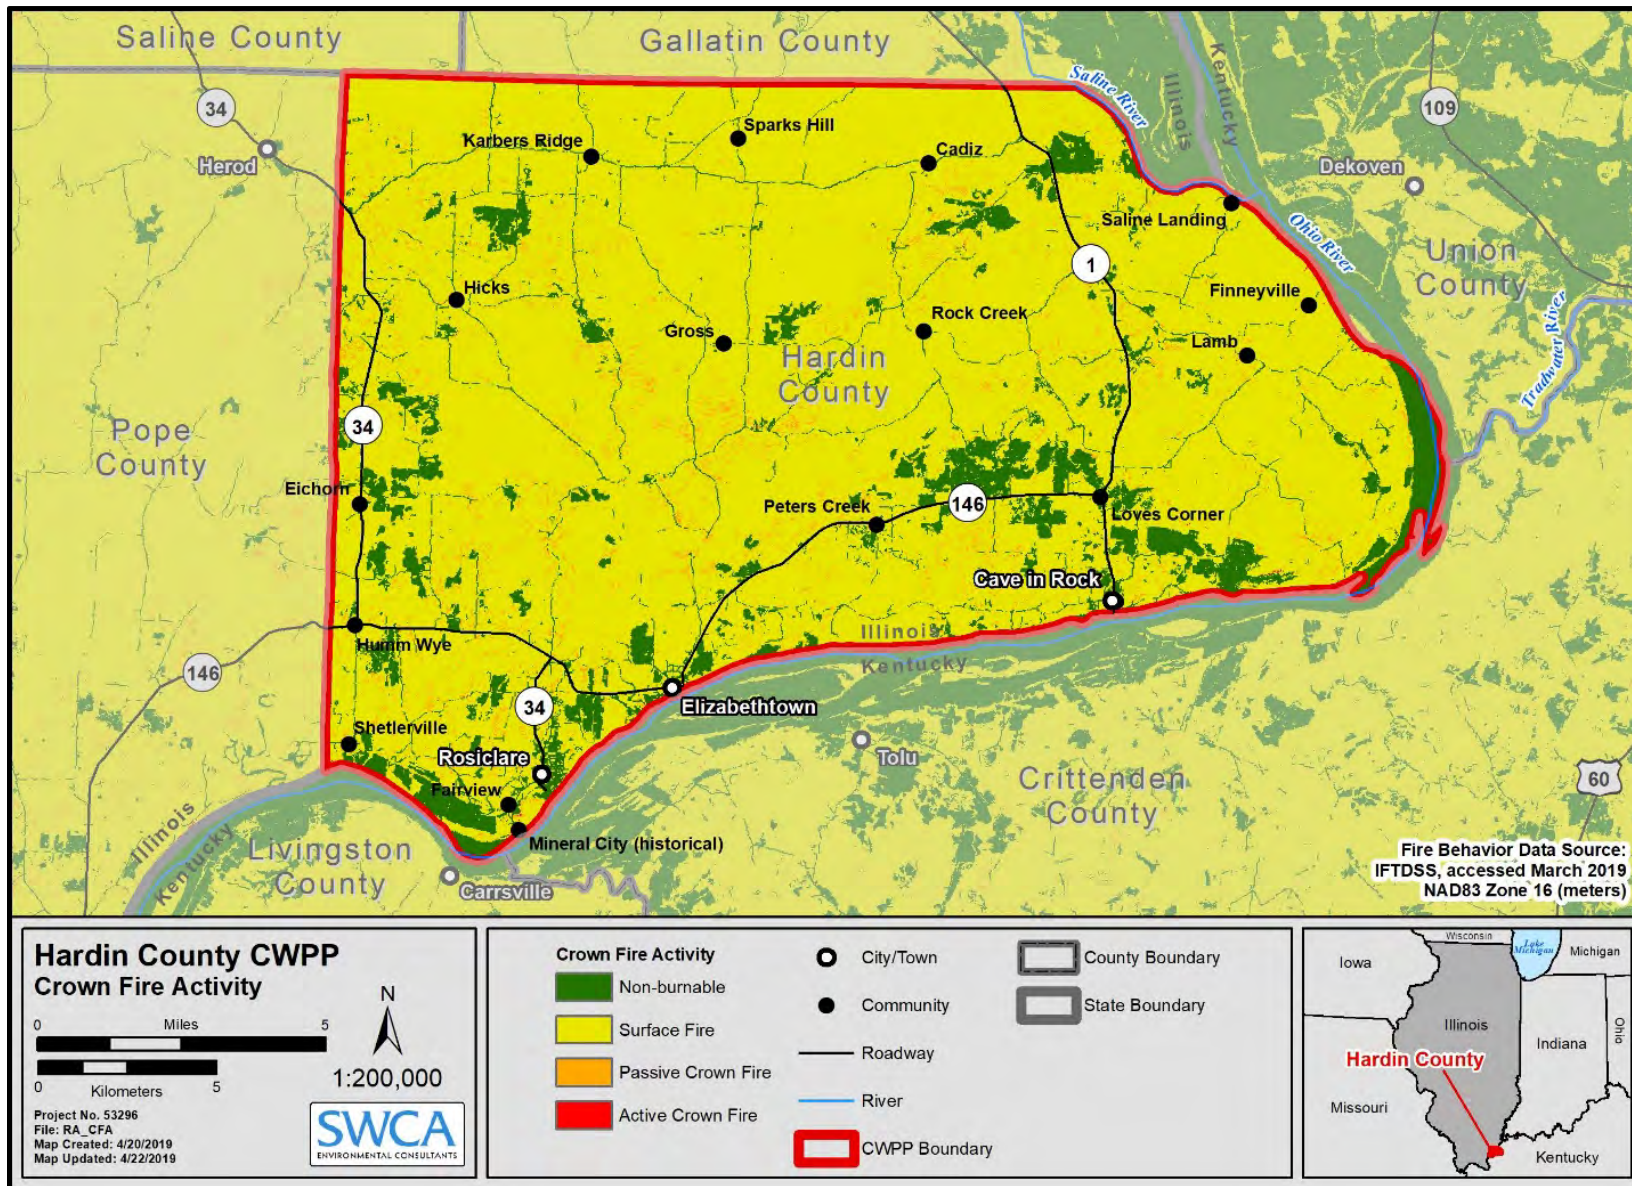 Saline County
Gallatin County
Saline River
Illinois
Kentucky
34
109
Sparks Hill
Karbers Ridge
Cadiz
Herod
Dekoven
Saline Landing
Ohio River
Union
County
1
Hicks
Finneyville
Rock Creek
Gross
Lamb
Hardin
County
Tradwater River
34
Pope
County
Eichorn
Peters Creek
146
Loves Corner
Cave in Rock
Illinois
Kentucky
Humm Wye
146
Elizabethtown
34
Shetlerville
Rosiclare
Tolu
Crittenden
County
60
Fairview
Mineral City (historical)
Illinois
Kentucky
Livingston
County
Carrsville
Fire Behavior Data Source:
IFTDSS, accessed March 2019
NAD83 Zone 16 (meters)
Hardin County CWPP
Crown Fire Activity
N
0 Miles 5
0 Kilometers 5
1:200,000
Project No. 53296
File: RA_CFA
Map Created: 4/20/2019
Map Updated: 4/22/2019
SWCA
ENVIRONMENTAL CONSULTANTS
Crown Fire Activity
Non-burnable
Surface Fire
Passive Crown Fire
Active Crown Fire
City/Town
Community
Roadway
River
CWPP Boundary
County Boundary
State Boundary
Wisconsin
Lake
Michigan
Michigan
Iowa
Illinois
Indiana
Ohio
Hardin County
Missouri
Kentucky